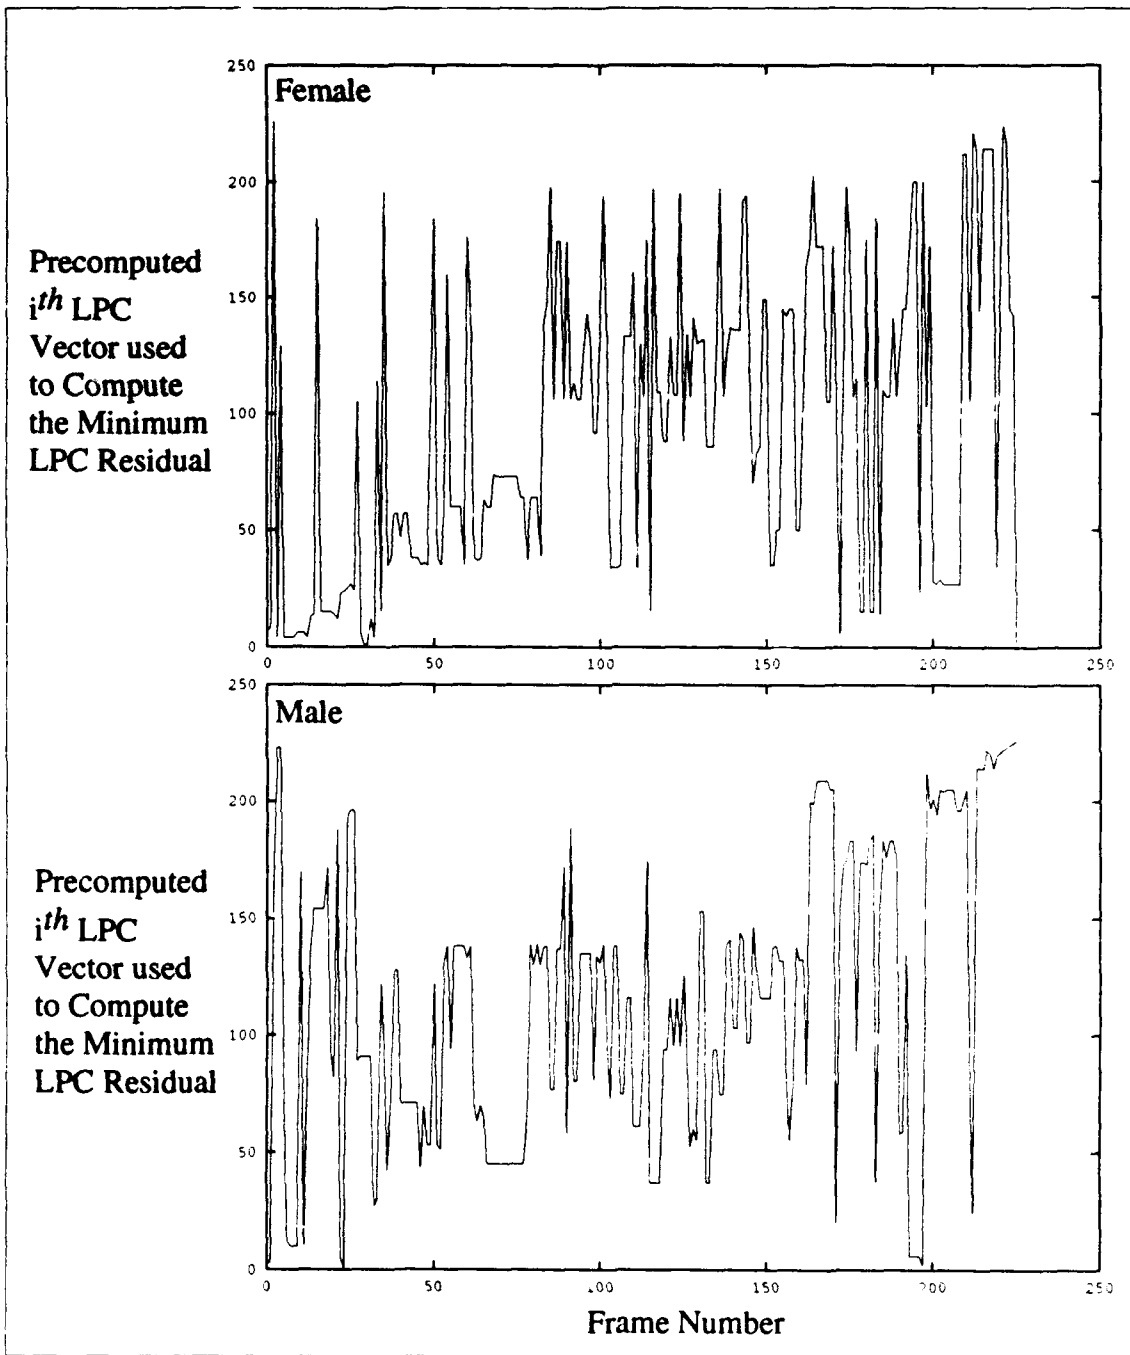 250
Female
200
150
100
50
0
Precomputed
i^th LPC
Vector used
to Compute
the Minimum
LPC Residual
0 50 100 150 200 250
250
Male
200
150
100
50
0
Precomputed
i^th LPC
Vector used
to Compute
the Minimum
LPC Residual
0 50 100 150 200 250
Frame Number